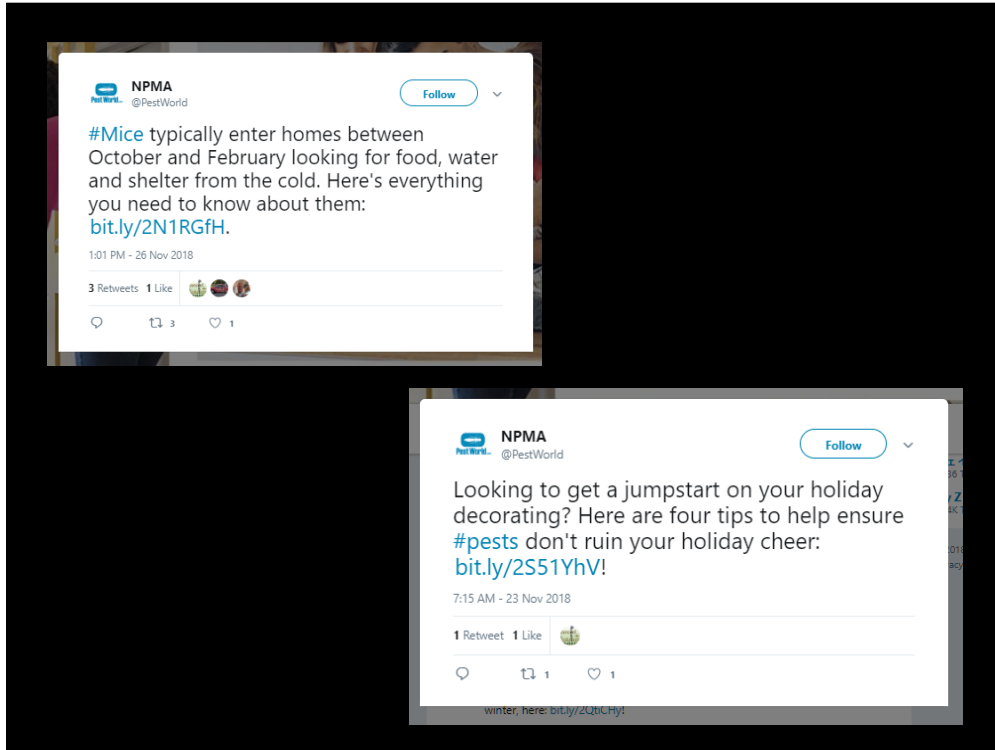 NPMA
@PestWorld
Follow
#Mice typically enter homes between
October and February looking for food, water
and shelter from the cold. Here's everything
you need to know about them:
bit.ly/2N1RGfH.
1:01 PM - 26 Nov 2018
3 Retweets 1 Like
3 1
NPMA
@PestWorld
Follow
Looking to get a jumpstart on your holiday
decorating? Here are four tips to help ensure
#pests don't ruin your holiday cheer:
bit.ly/2S51YhV!
7:15 AM - 23 Nov 2018
1 Retweet 1 Like
1 1
winter, here: bit.ly/2QtiCHy!